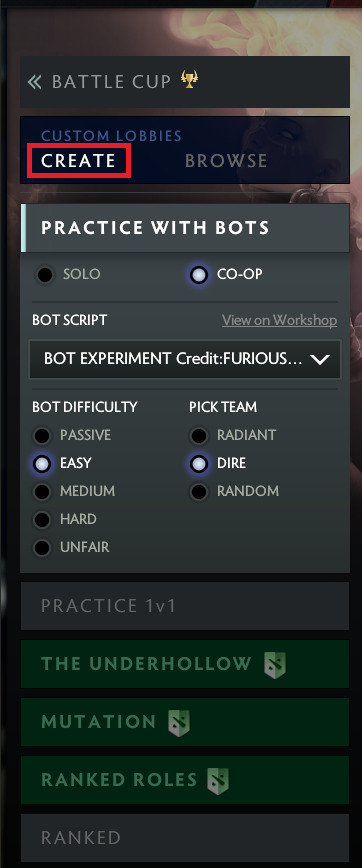 BATTLE CUP
CUSTOM LOBBIES
CREATE BROWSE
PRACTICE WITH BOTS
SOLO CO-OP
BOT SCRIPT View on Workshop
BOT EXPERIMENT Credit:FURIOUS...
BOT DIFFICULTY PICK TEAM
PASSIVE RADIANT
EASY DIRE
MEDIUM RANDOM
HARD
UNFAIR
PRACTICE 1v1
THE UNDERHOLLOW
MUTATION
RANKED ROLES
RANKED